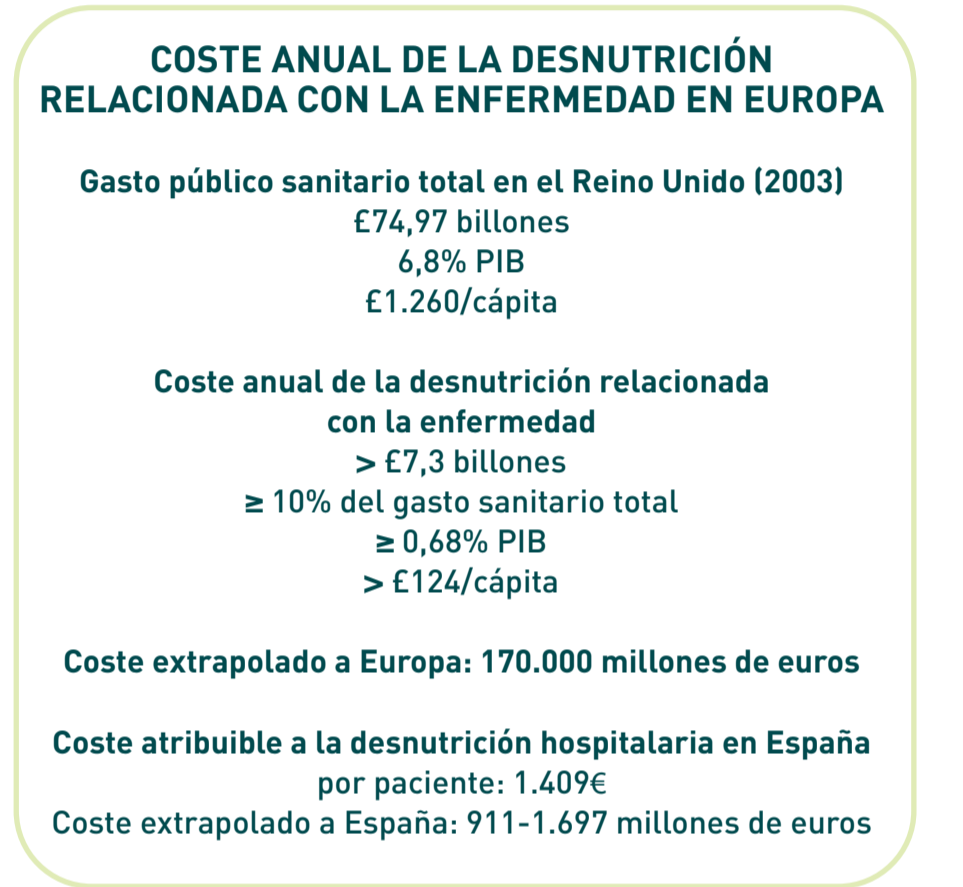 COSTE ANUAL DE LA DESNUTRICIÓN
RELACIONADA CON LA ENFERMEDAD EN EUROPA
Gasto público sanitario total en el Reino Unido (2003)
£74,97 billones
6,8% PIB
£1.260/cápita
Coste anual de la desnutrición relacionada
con la enfermedad
> £7,3 billones
≥ 10% del gasto sanitario total
≥ 0,68% PIB
> £124/cápita
Coste extrapolado a Europa: 170.000 millones de euros
Coste atribuible a la desnutrición hospitalaria en España
por paciente: 1.409€
Coste extrapolado a España: 911-1.697 millones de euros